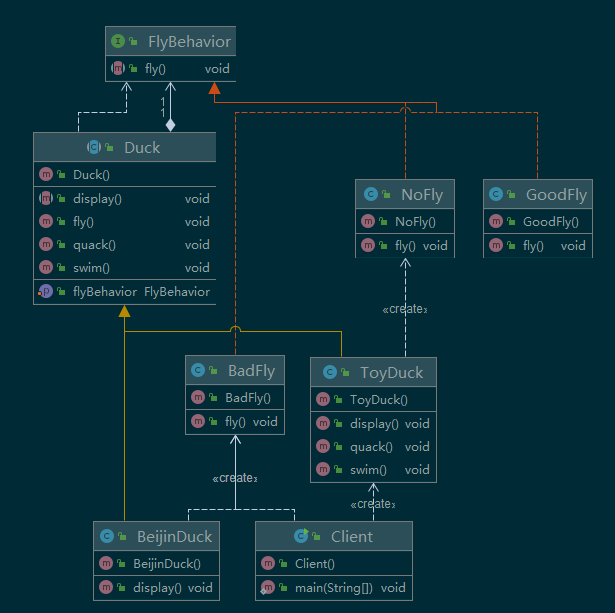 FlyBehavior
fly() void
1
1
Duck
Duck()
display() void
fly() void
quack() void
swim() void
flyBehavior FlyBehavior
NoFly
NoFly()
fly() void
GoodFly
GoodFly()
fly() void
«create»
BadFly
BadFly()
fly() void
ToyDuck
ToyDuck()
display() void
quack() void
swim() void
«create»
«create»
BeijinDuck
BeijinDuck()
display() void
Client
Client()
main(String[]) void